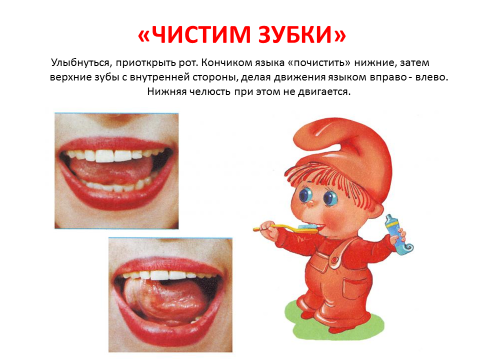 «ЧИСТИМ ЗУБКИ»
Улыбнуться, приоткрыть рот. Кончиком языка «почистить» нижние, затем
верхние зубы с внутренней стороны, делая движения языком вправо - влево.
Нижняя челюсть при этом не двигается.